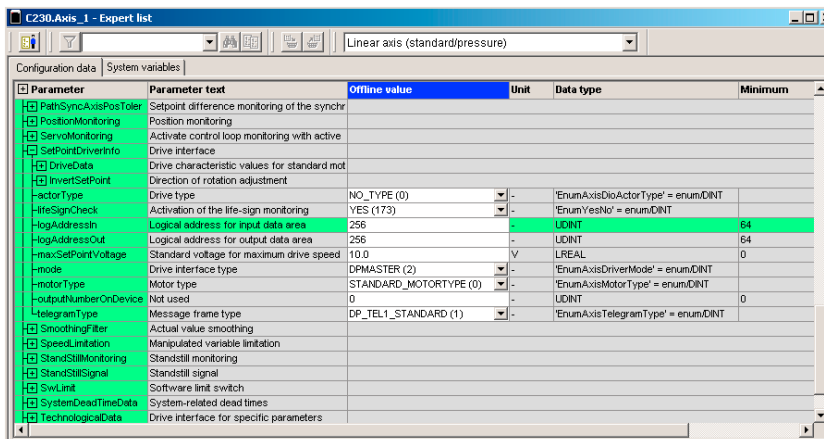 C230.Axis_1 - Expert list
Linear axis (standard/pressure)
Configuration data System variables
Parameter Parameter text Offline value Unit Data type Minimum
PathSyncAxisPosToler Setpoint difference monitoring of the synchr
PositionMonitoring Position monitoring
ServoMonitoring Activate control loop monitoring with active
SetPointDriverInfo Drive interface
DriveData Drive characteristic values for standard mot
InvertSetPoint Direction of rotation adjustment
actorType Drive type NO_TYPE (0) - 'EnumAxisDioActorType' = enum/DINT
lifeSignCheck Activation of the life-sign monitoring YES (173) - 'EnumYesNo' = enum/DINT
logAddressIn Logical address for input data area 256 - UDINT 64
logAddressOut Logical address for output data area 256 - UDINT 64
maxSetPointVoltage Standard voltage for maximum drive speed 10.0 V LREAL 0
mode Drive interface type DPMASTER (2) - 'EnumAxisDriverMode' = enum/DINT
motorType Motor type STANDARD_MOTORTYPE (0) - 'EnumAxisMotorType' = enum/DINT
outputNumberOnDevice Not used 0 - UDINT 0
telegramType Message frame type DP_TEL1_STANDARD (1) - 'EnumAxisTelegramType' = enum/DINT
SmoothingFilter Actual value smoothing
SpeedLimitation Manipulated variable limitation
StandStillMonitoring Standstill monitoring
StandStillSignal Standstill signal
SwLimit Software limit switch
SystemDeadTimeData System-related dead times
TechnologicalData Drive interface for specific parameters